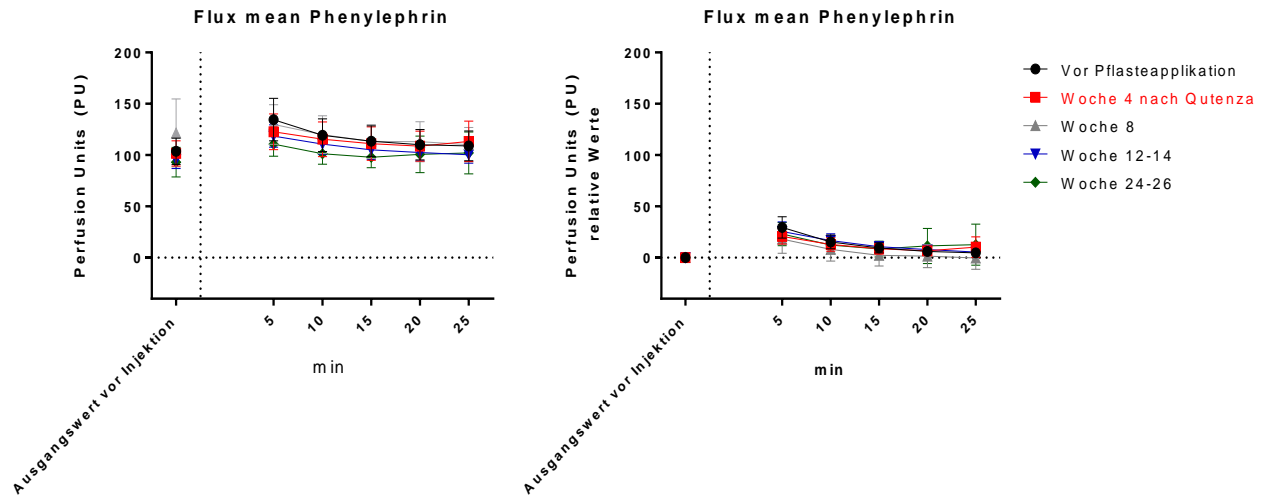 Flux mean Phenylephrin
Perfusion Units (PU)
200
150
100
50
0
5
10
15
20
25
Ausgangswert vor Injektion
min
Flux mean Phenylephrin
Perfusion Units (PU)
relative Werte
200
150
100
50
0
5
10
15
20
25
Ausgangswert vor Injektion
min
Vor Pflasteapplikation
Woche 4 nach Qutenza
Woche 8
Woche 12-14
Woche 24-26